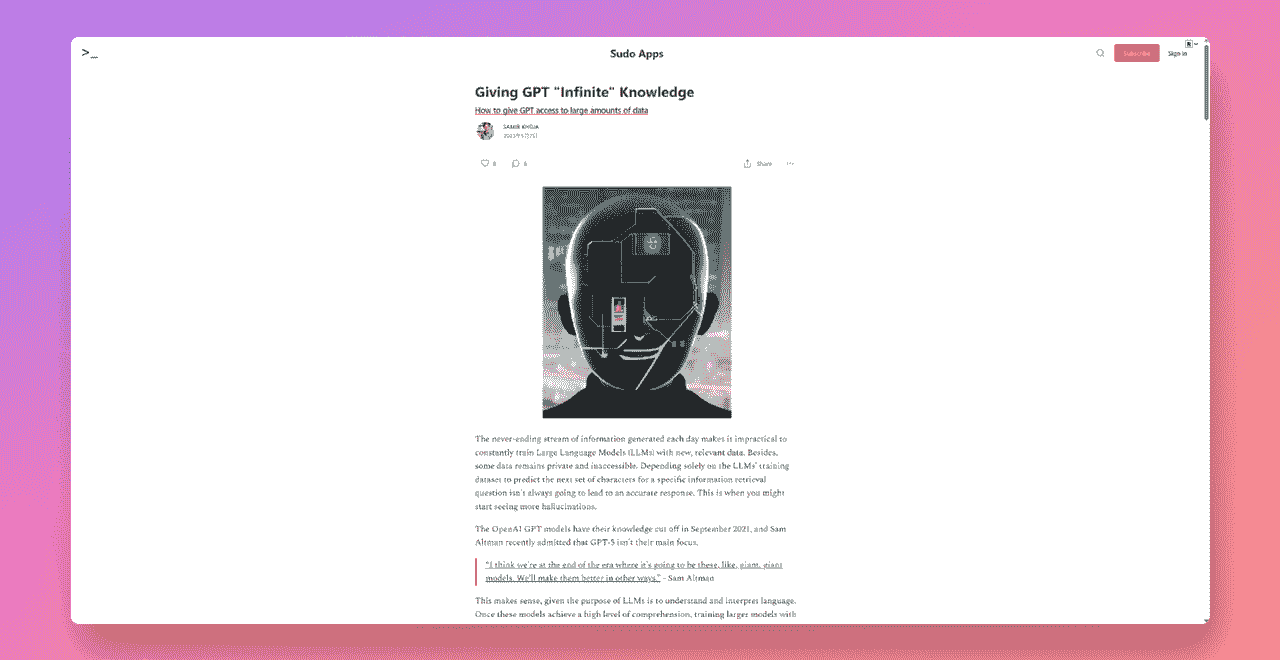 >_
Sudo Apps
Subscribe
Sign in
Giving GPT "Infinite" Knowledge
How to give GPT access to large amounts of data
SAMIR KHOJA
8
6
Share
The never-ending stream of information generated each day makes it impractical to
constantly train Large Language Models (LLMs) with new, relevant data. Besides,
some data remains private and inaccessible. Depending solely on the LLMs' training
dataset to predict the next set of characters for a specific information retrieval
question isn't always going to lead to an accurate response. This is when you might
start seeing more hallucinations.
The OpenAI GPT models have their knowledge cut off in September 2021, and Sam
Altman recently admitted that GPT-5 isn't their main focus.
"I think we're at the end of the era where it's going to be these, like, giant, giant
models. We'll make them better in other ways." - Sam Altman
This makes sense, given the purpose of LLMs is to understand and interpret language.
Once these models achieve a high level of comprehension, training larger models with